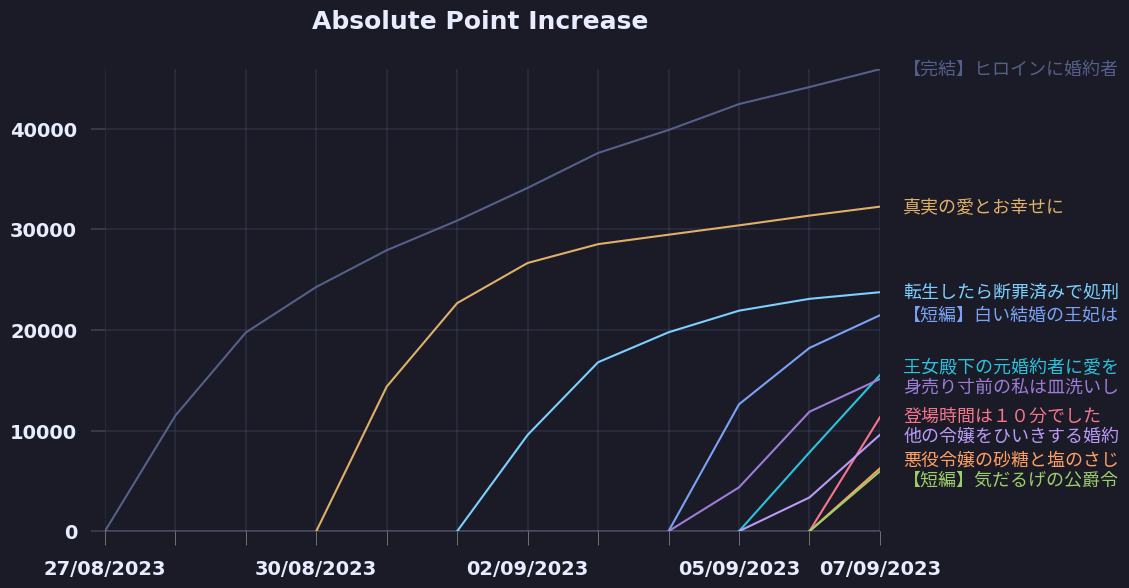 Absolute Point Increase
【完結】ヒロインに婚約者
40000
真実の愛とお幸せに
30000
転生したら断罪済みで処刑
【短編】白い結婚の王妃は
20000
王女殿下の元婚約者に愛を
身売り寸前の私は皿洗いし
登場時間は１０分でした
10000
他の令嬢をひいきする婚約
悪役令嬢の砂糖と塩のさじ
【短編】気だるげの公爵令
0
27/08/2023
30/08/2023
02/09/2023
05/09/2023
07/09/2023